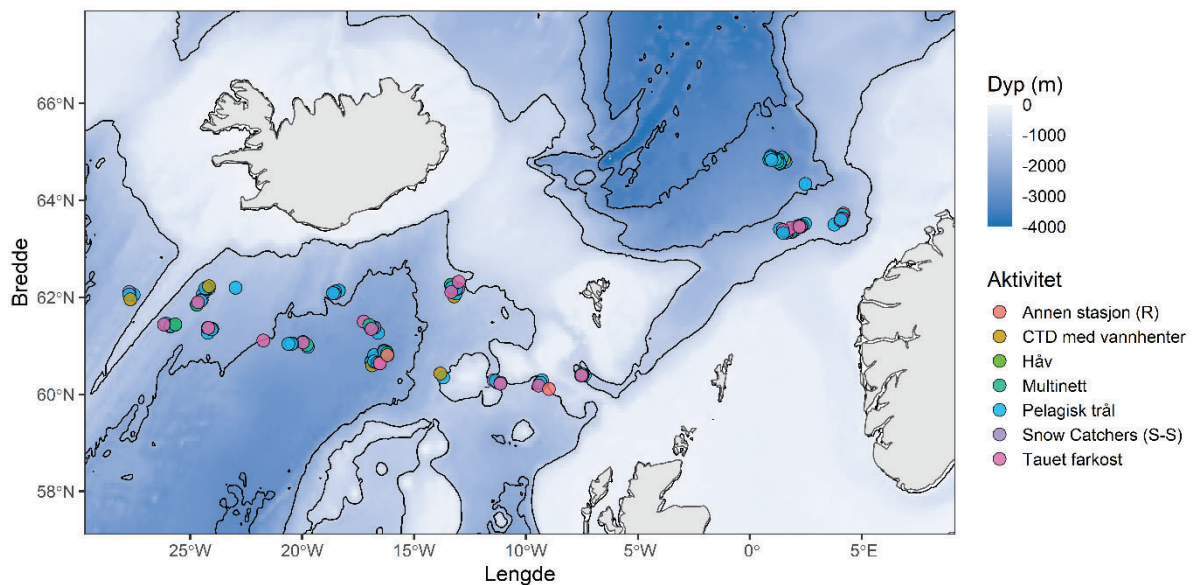 66°N
64°N
62°N
60°N
58°N
Bredde
25°W
20°W
15°W
10°W
5°W
0°
5°E
Lengde
Dyp (m)
0
-1000
-2000
-3000
-4000
Aktivitet
Annen stasjon (R)
CTD med vannhenter
Håv
Multinett
Pelagisk trål
Snow Catchers (S-S)
Tauet farkost